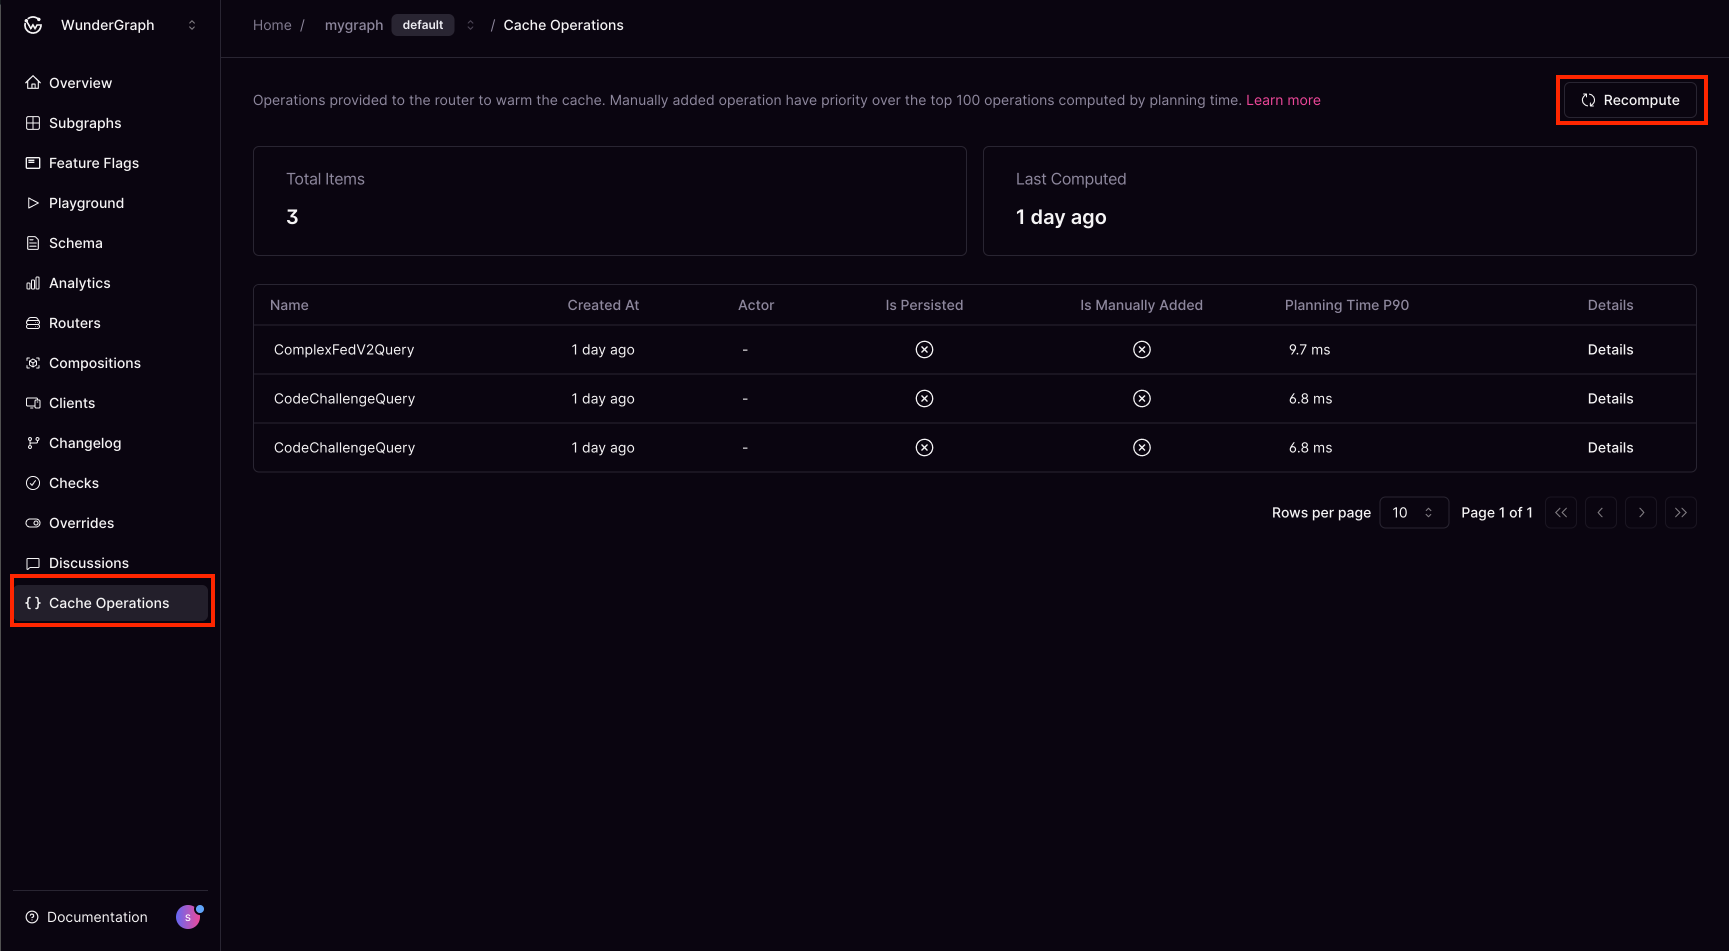 WunderGraph
Home / mygraph default / Cache Operations
Overview
Subgraphs
Feature Flags
Playground
Schema
Analytics
Routers
Compositions
Clients
Changelog
Checks
Overrides
Discussions
{ } Cache Operations
Documentation
s
Operations provided to the router to warm the cache. Manually added operation have priority over the top 100 operations computed by planning time. Learn more
Recompute
Total Items
3
Last Computed
1 day ago
Name Created At Actor Is Persisted Is Manually Added Planning Time P90 Details
ComplexFedV2Query 1 day ago - 9.7 ms Details
CodeChallengeQuery 1 day ago - 6.8 ms Details
CodeChallengeQuery 1 day ago - 6.8 ms Details
Rows per page 10 Page 1 of 1